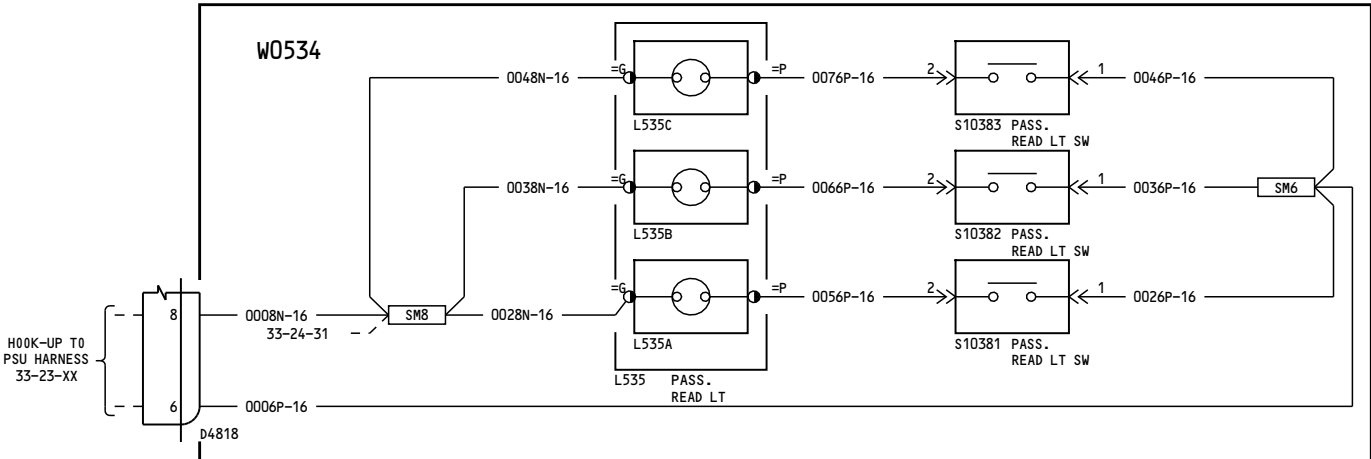 W0534
0048N-16
=G
=P
0076P-16
2
1
0046P-16
L535C
S10383 PASS.
READ LT SW
0038N-16
=G
=P
0066P-16
2
1
0036P-16
SM6
L535B
S10382 PASS.
READ LT SW
=G
=P
0056P-16
2
1
0026P-16
8
0008N-16
SM8
0028N-16
33-24-31
L535A
S10381 PASS.
READ LT SW
HOOK-UP TO
PSU HARNESS
33-23-XX
L535 PASS.
READ LT
6
0006P-16
D4818